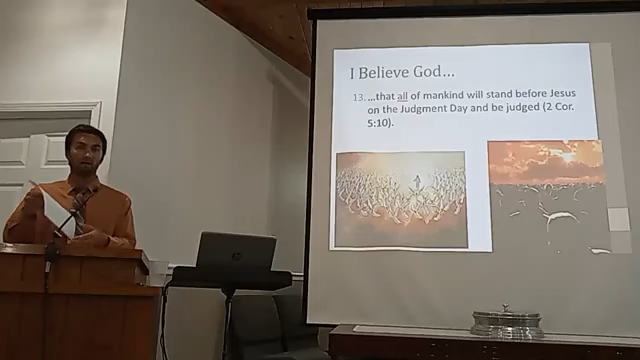 I Believe God...
13. ...that all of mankind will stand before Jesus
on the Judgment Day and be judged (2 Cor.
5:10).